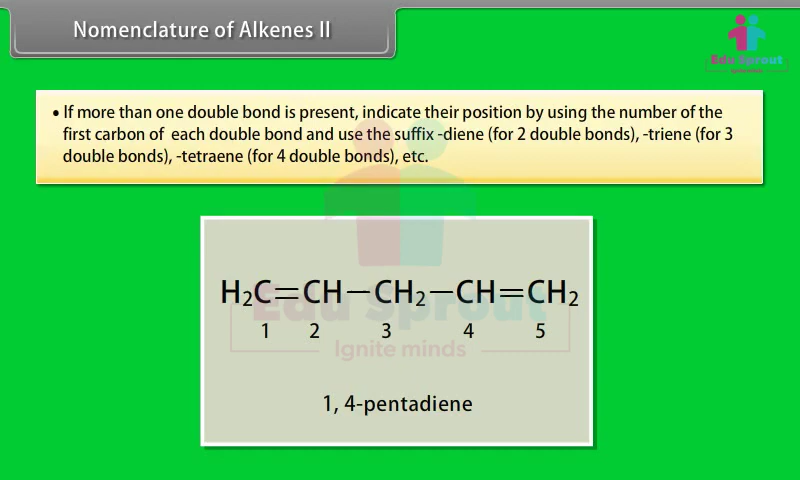 Nomenclature of Alkenes II
Edu Sprout
Ignite minds
• If more than one double bond is present, indicate their position by using the number of the
first carbon of each double bond and use the suffix -diene (for 2 double bonds), -triene (for 3
double bonds), -tetraene (for 4 double bonds), etc.
H₂C=CH—CH₂—CH=CH₂
Edu Sprout
1 2 3 4 5
Ignite minds
1, 4-pentadiene